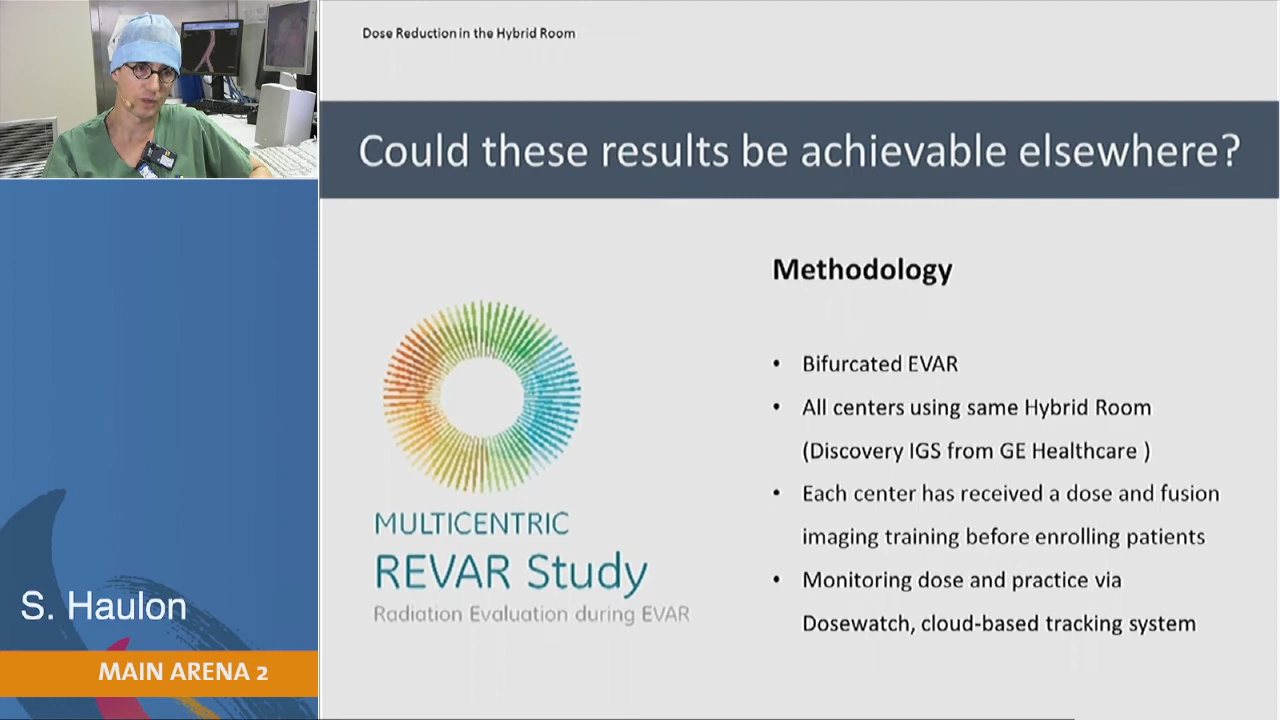 Dose Reduction in the Hybrid Room
Could these results be achievable elsewhere?
Methodology
• Bifurcated EVAR
• All centers using same Hybrid Room
(Discovery IGS from GE Healthcare )
• Each center has received a dose and fusion
imaging training before enrolling patients
• Monitoring dose and practice via
Dosewatch, cloud-based tracking system
MULTICENTRIC
REVAR Study
Radiation Evaluation during EVAR
S. Haulon
MAIN ARENA 2